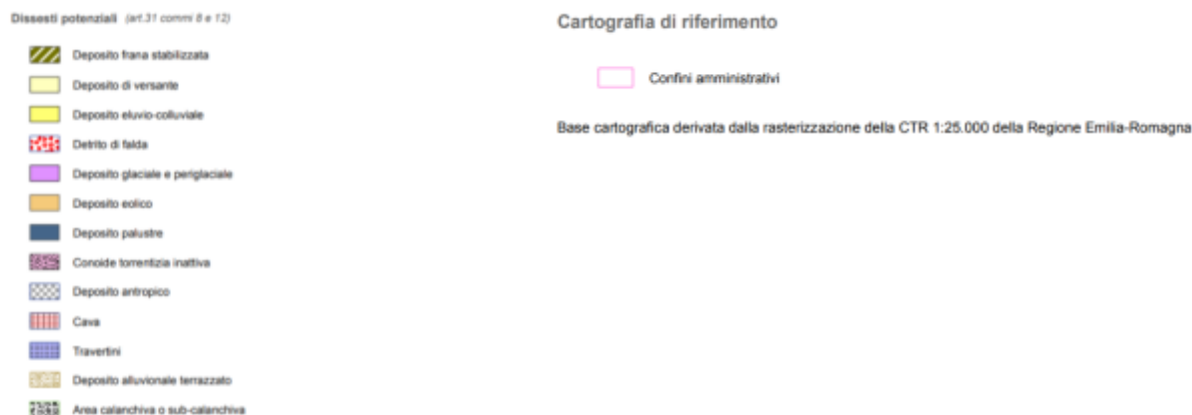 Dissesti potenziali (art.31 commi 8 e 12)
Deposito frana stabilizzata
Deposito di versante
Deposito eluvio-colluviale
Detrito di falda
Deposito glaciale e periglaciale
Deposito eolico
Deposito palustre
Conoide torrentizia inattiva
Deposito antropico
Cava
Travertini
Deposito alluvionale terrazzato
Area calanchiva o sub-calanchiva
Cartografia di riferimento
Confini amministrativi
Base cartografica derivata dalla rasterizzazione della CTR 1:25.000 della Regione Emilia-Romagna